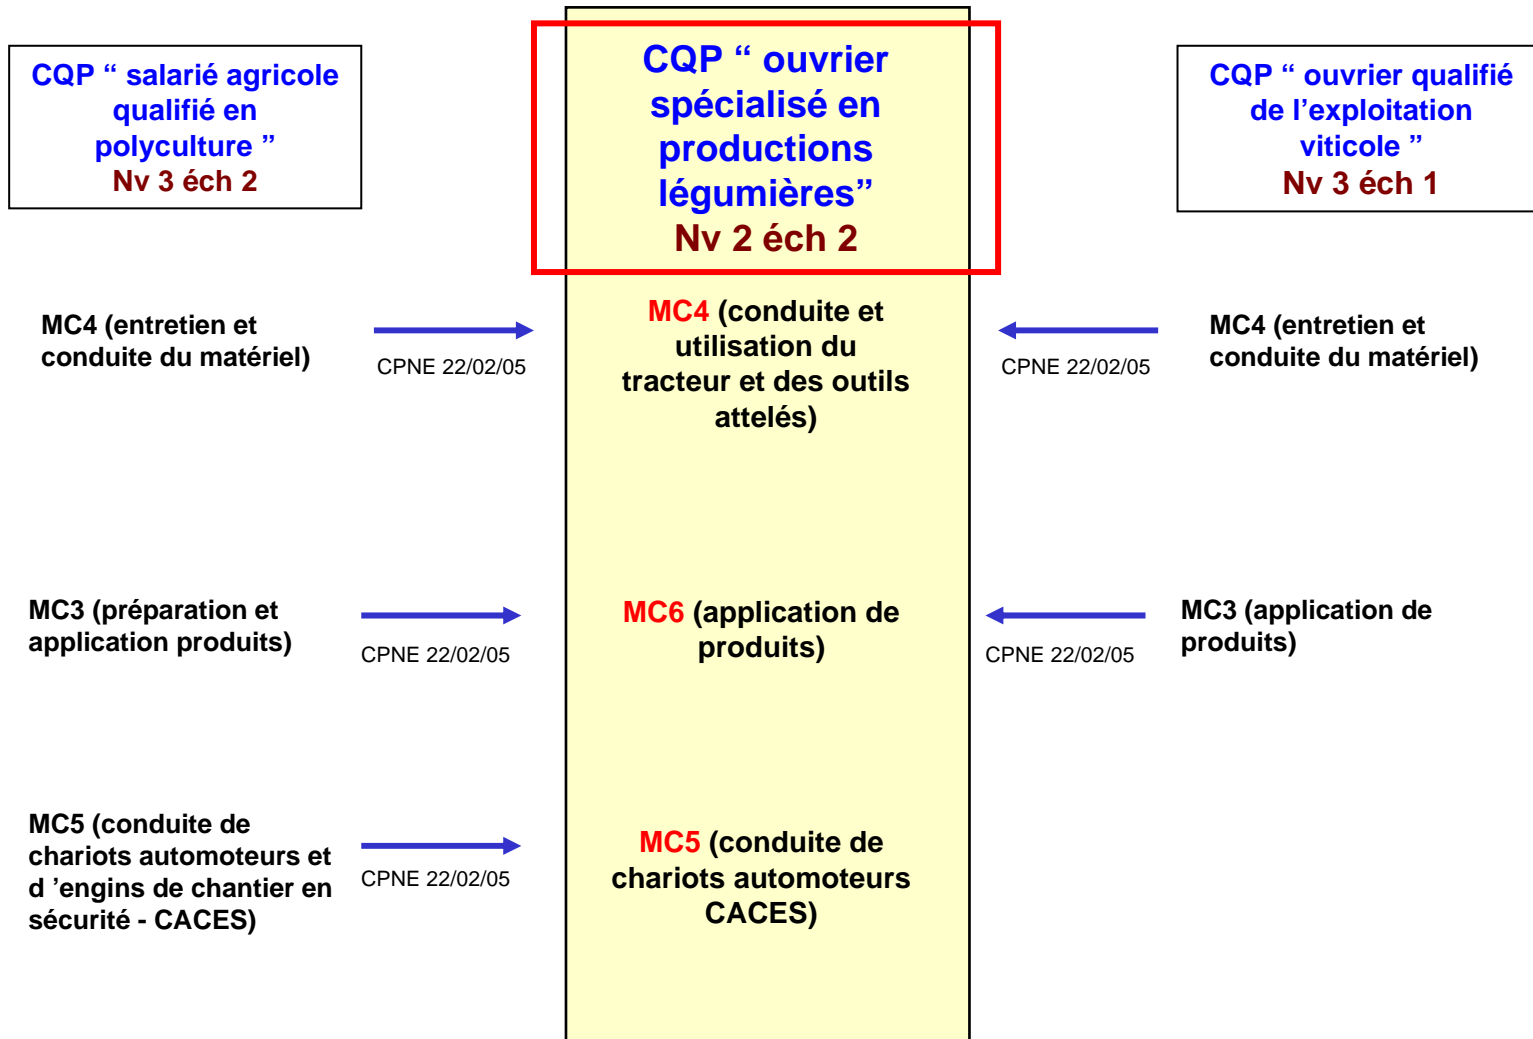 CQP “ salarié agricole
qualifié en
polyculture ”
Nv 3 éch 2
CQP “ ouvrier
spécialisé en
productions
légumières”
Nv 2 éch 2
CQP “ ouvrier qualifié
de l’exploitation
viticole ”
Nv 3 éch 1
MC4 (entretien et
conduite du matériel)
CPNE 22/02/05
MC4 (conduite et
utilisation du
tracteur et des outils
attelés)
CPNE 22/02/05
MC4 (entretien et
conduite du matériel)
MC3 (préparation et
application produits)
CPNE 22/02/05
MC6 (application de
produits)
CPNE 22/02/05
MC3 (application de
produits)
MC5 (conduite de
chariots automoteurs et
d ’engins de chantier en
sécurité - CACES)
CPNE 22/02/05
MC5 (conduite de
chariots automoteurs
CACES)